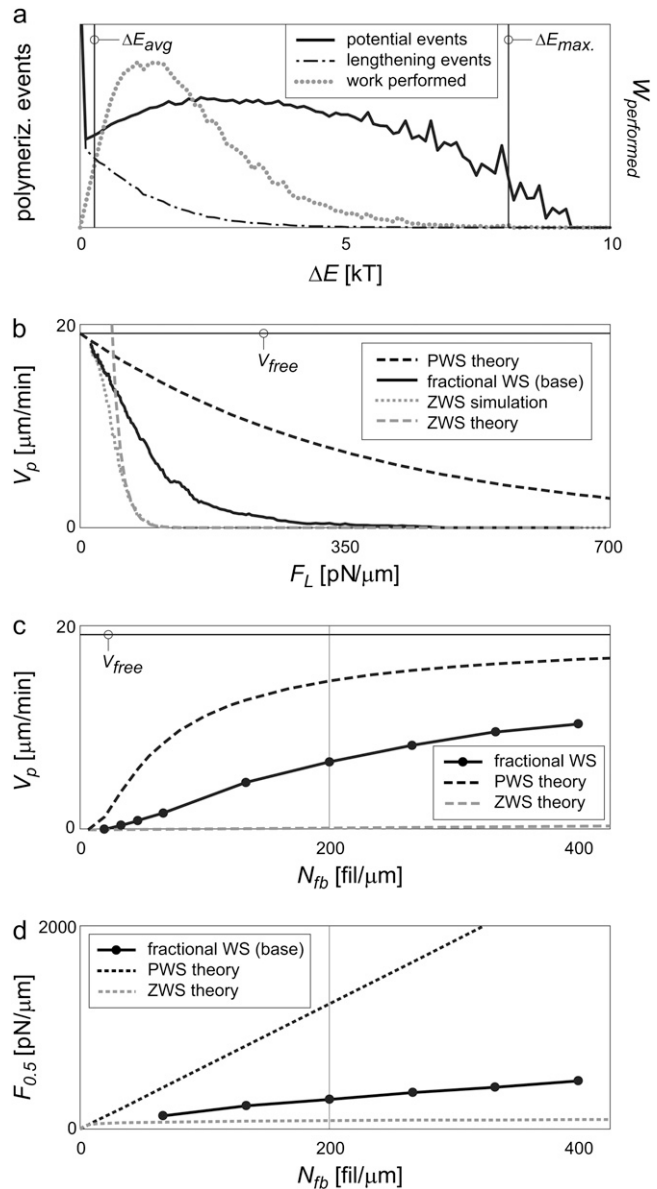 a
ΔE_avg
ΔE_max.
potential events
lengthening events
work performed
polymeriz. events
W_performed
0
5
10
ΔE [kT]
b
20
V_free
PWS theory
fractional WS (base)
ZWS simulation
ZWS theory
V_p [µm/min]
0
0
350
700
F_L [pN/µm]
c
20
V_free
V_p [µm/min]
fractional WS
PWS theory
ZWS theory
0
0
200
400
N_fb [fil/µm]
d
2000
fractional WS (base)
PWS theory
ZWS theory
F_0.5 [pN/µm]
0
0
200
400
N_fb [fil/µm]